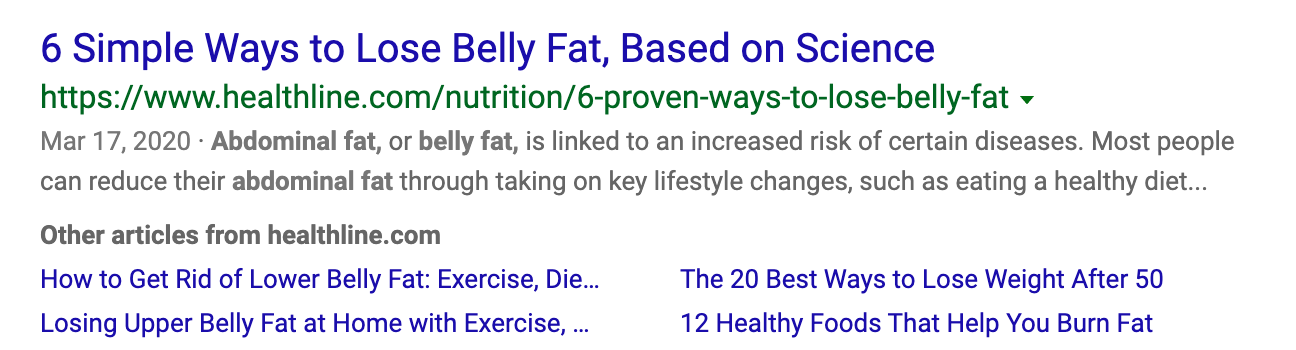 6 Simple Ways to Lose Belly Fat, Based on Science
https://www.healthline.com/nutrition/6-proven-ways-to-lose-belly-fat
Mar 17, 2020 · Abdominal fat, or belly fat, is linked to an increased risk of certain diseases. Most people
can reduce their abdominal fat through taking on key lifestyle changes, such as eating a healthy diet...
Other articles from healthline.com
How to Get Rid of Lower Belly Fat: Exercise, Die...
The 20 Best Ways to Lose Weight After 50
Losing Upper Belly Fat at Home with Exercise, ...
12 Healthy Foods That Help You Burn Fat